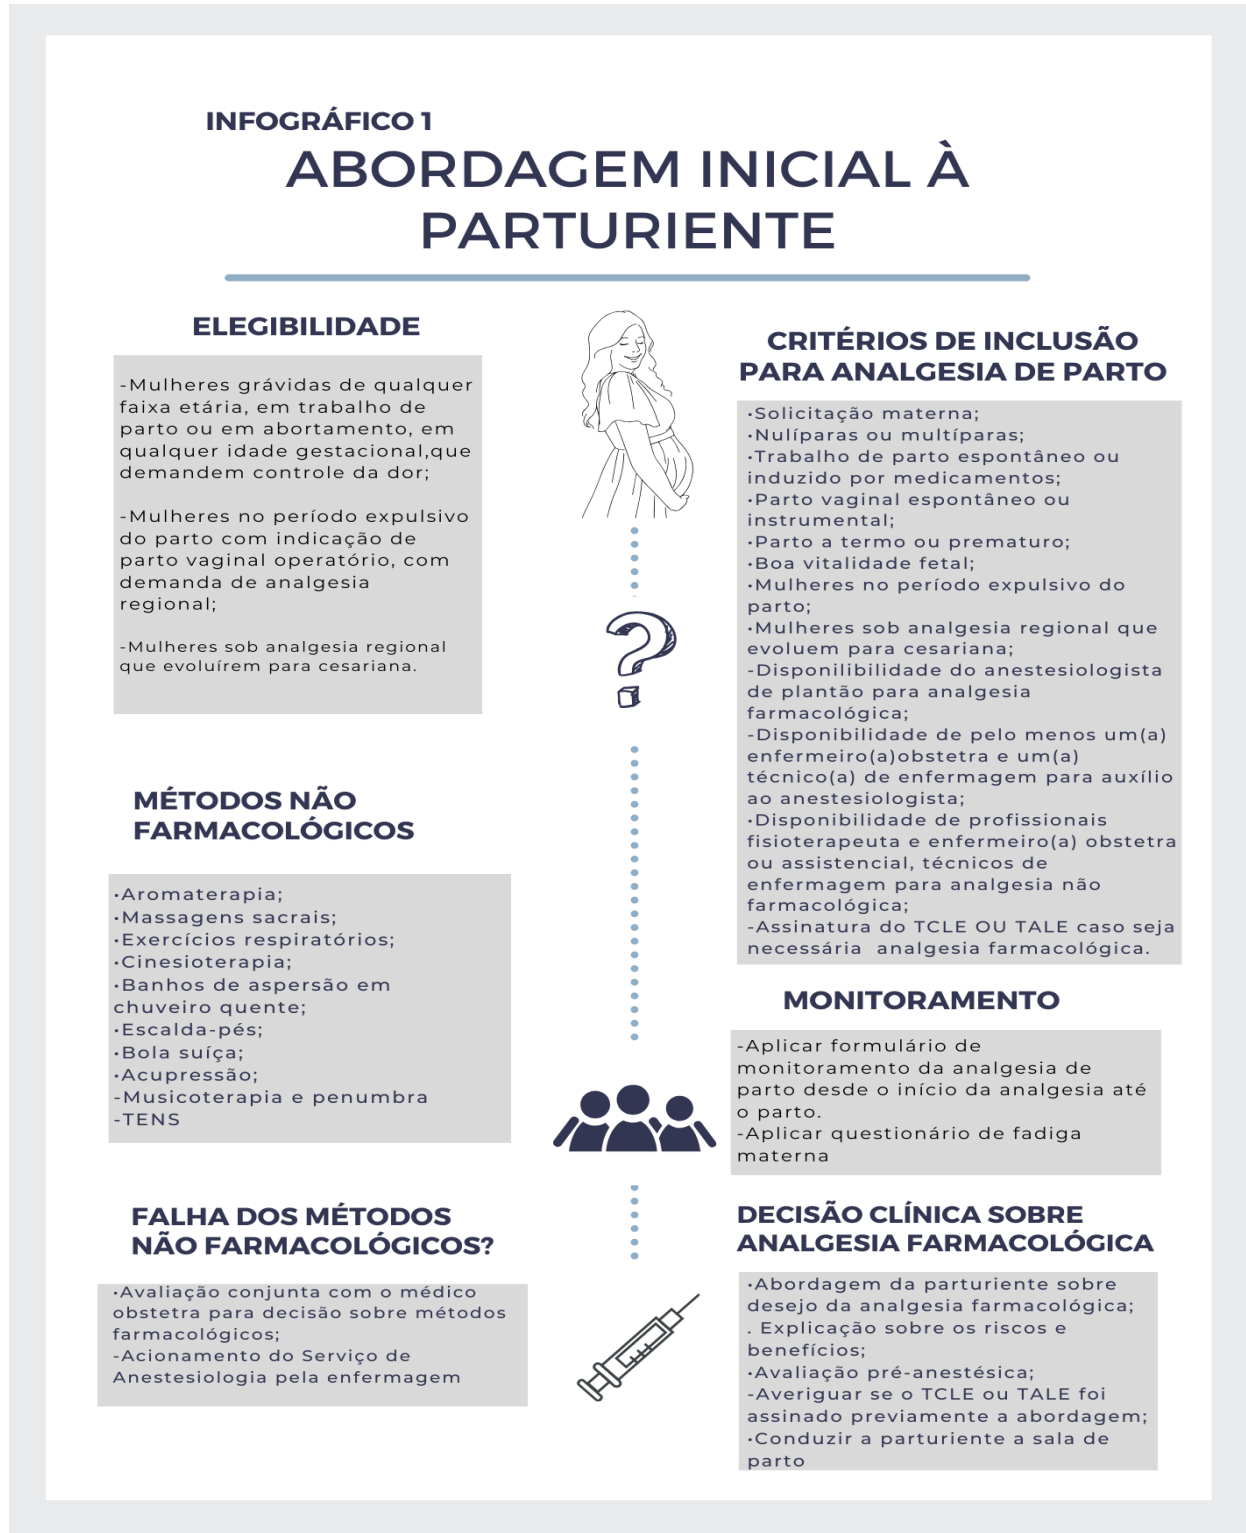 INFOGRÁFICO 1
ABORDAGEM INICIAL À
PARTURIENTE
ELEGIBILIDADE
-Mulheres grávidas de qualquer
faixa etária, em trabalho de
parto ou em abortamento, em
qualquer idade gestacional,que
demandem controle da dor;
-Mulheres no período expulsivo
do parto com indicação de
parto vaginal operatório, com
demanda de analgesia
regional;
-Mulheres sob analgesia regional
que evoluírem para cesariana.
CRITÉRIOS DE INCLUSÃO
PARA ANALGESIA DE PARTO
•Solicitação materna;
•Nulíparas ou multíparas;
•Trabalho de parto espontâneo ou
induzido por medicamentos;
•Parto vaginal espontâneo ou
instrumental;
•Parto a termo ou prematuro;
•Boa vitalidade fetal;
•Mulheres no período expulsivo do
parto;
•Mulheres sob analgesia regional que
evoluem para cesariana;
-Disponilibilidade do anestesiologista
de plantão para analgesia
farmacológica;
-Disponibilidade de pelo menos um(a)
enfermeiro(a)obstetra e um(a)
técnico(a) de enfermagem para auxílio
ao anestesiologista;
•Disponibilidade de profissionais
fisioterapeuta e enfermeiro(a) obstetra
ou assistencial, técnicos de
enfermagem para analgesia não
farmacológica;
-Assinatura do TCLE OU TALE caso seja
necessária  analgesia farmacológica.
MÉTODOS NÃO
FARMACOLÓGICOS
•Aromaterapia;
•Massagens sacrais;
•Exercícios respiratórios;
•Cinesioterapia;
•Banhos de aspersão em
chuveiro quente;
•Escalda-pés;
•Bola suíça;
•Acupressão;
-Musicoterapia e penumbra
-TENS
MONITORAMENTO
-Aplicar formulário de
monitoramento da analgesia de
parto desde o início da analgesia até
o parto.
-Aplicar questionário de fadiga
materna
FALHA DOS MÉTODOS
NÃO FARMACOLÓGICOS?
•Avaliação conjunta com o médico
obstetra para decisão sobre métodos
farmacológicos;
-Acionamento do Serviço de
Anestesiologia pela enfermagem
DECISÃO CLÍNICA SOBRE
ANALGESIA FARMACOLÓGICA
•Abordagem da parturiente sobre
desejo da analgesia farmacológica;
. Explicação sobre os riscos e
benefícios;
•Avaliação pré-anestésica;
-Averiguar se o TCLE ou TALE foi
assinado previamente a abordagem;
•Conduzir a parturiente a sala de
parto